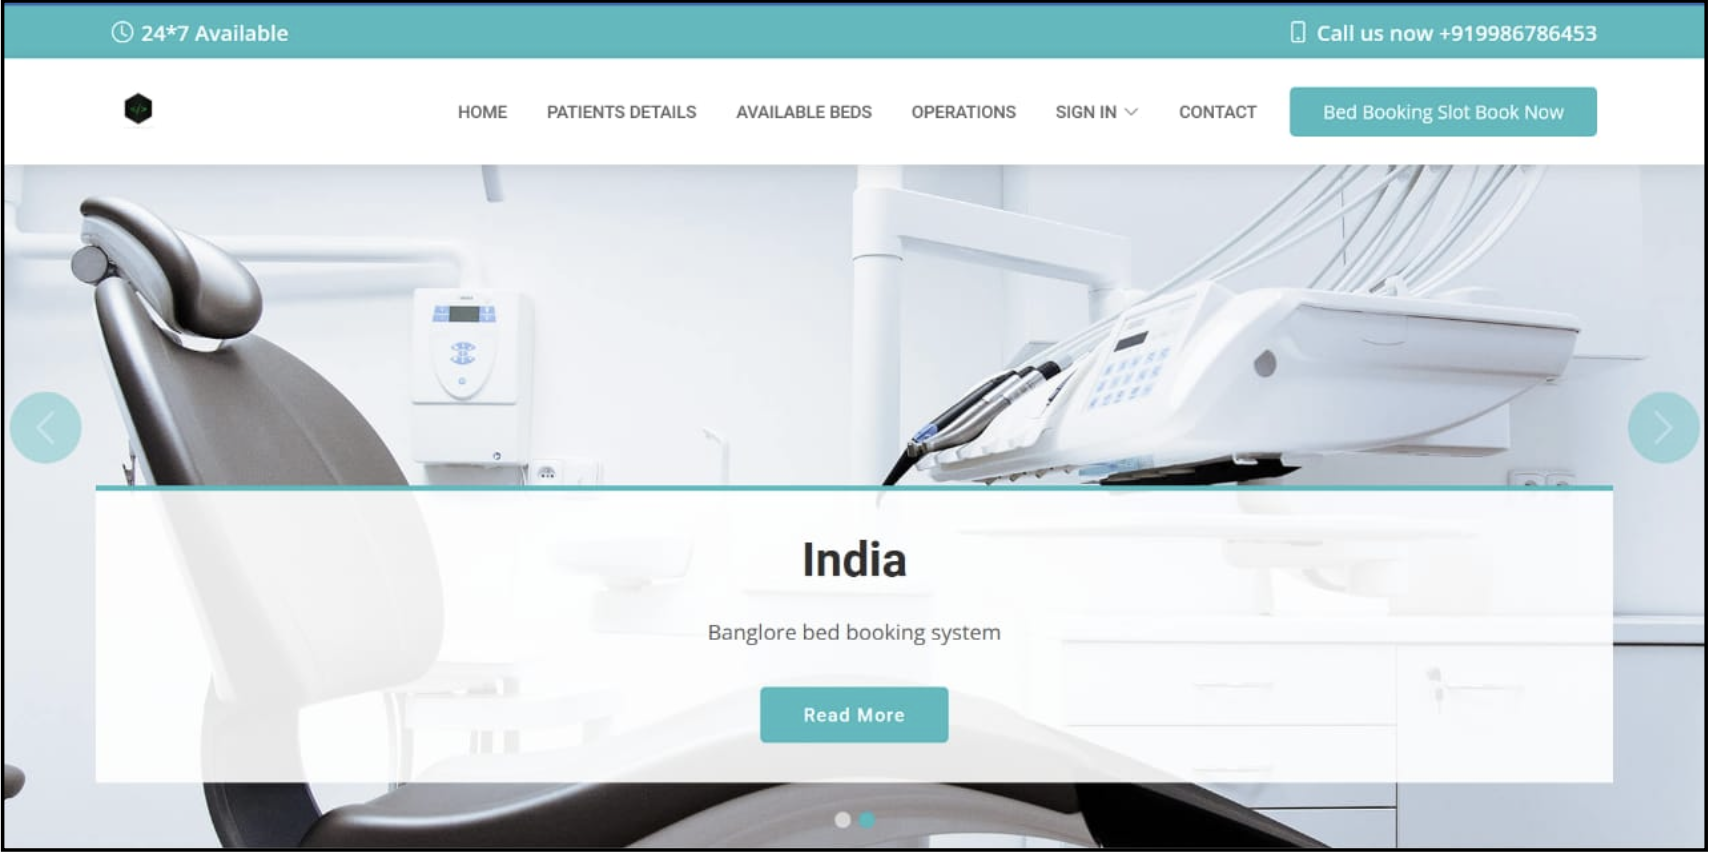 24*7 Available
Call us now +919986786453
HOME PATIENTS DETAILS AVAILABLE BEDS OPERATIONS SIGN IN CONTACT Bed Booking Slot Book Now
India
Banglore bed booking system
Read More